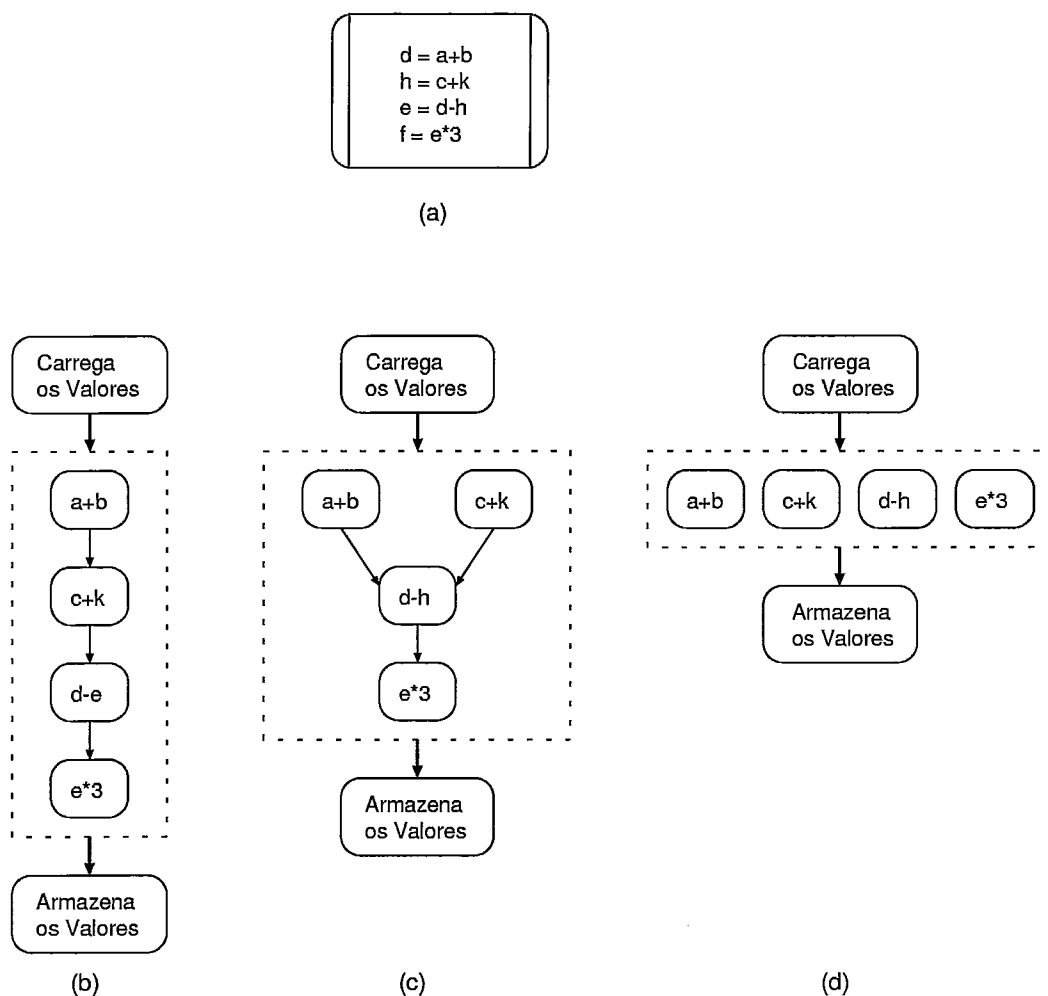 d = a+b
h = c+k
e = d-h
f = e*3
(a)
Carrega
os Valores
a+b
c+k
d-e
e*3
Armazena
os Valores
(b)
Carrega
os Valores
a+b
c+k
d-h
e*3
Armazena
os Valores
(c)
Carrega
os Valores
a+b
c+k
d-h
e*3
Armazena
os Valores
(d)